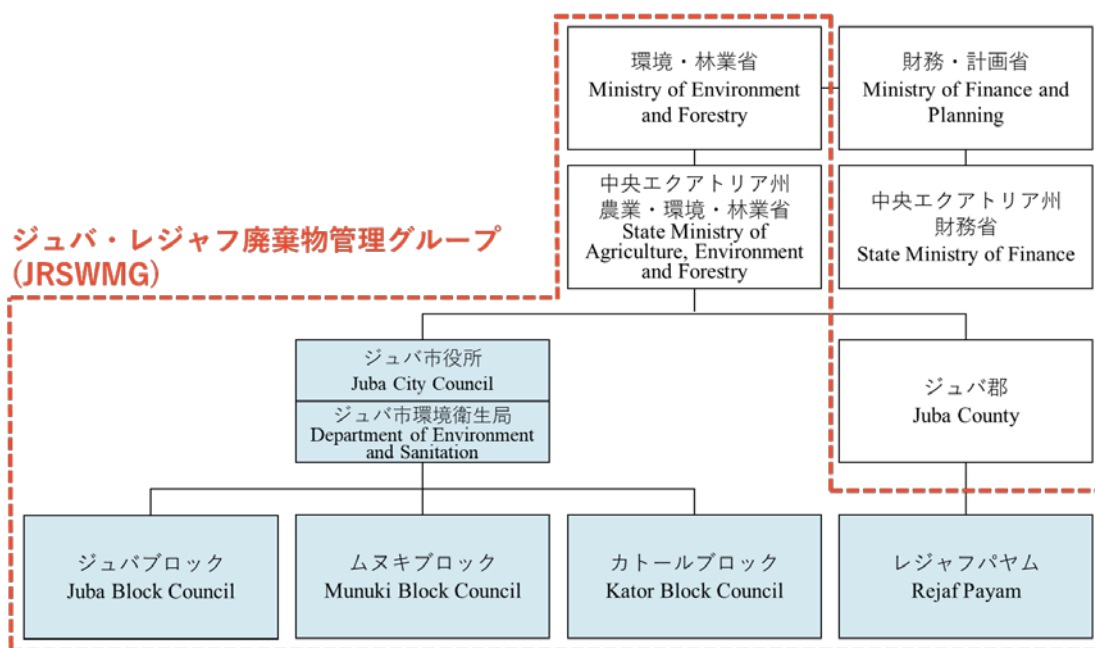 環境・林業省
Ministry of Environment
and Forestry
財務・計画省
Ministry of Finance and
Planning
中央エクアトリア州
農業・環境・林業省
State Ministry of
Agriculture, Environment
and Forestry
中央エクアトリア州
財務省
State Ministry of Finance
ジュバ・レジャフ廃棄物管理グループ
(JRSWMG)
ジュバ市役所
Juba City Council
ジュバ市環境衛生局
Department of Environment
and Sanitation
ジュバ郡
Juba County
ジュバブロック
Juba Block Council
ムヌキブロック
Munuki Block Council
カトールブロック
Kator Block Council
レジャフパヤム
Rejaf Payam